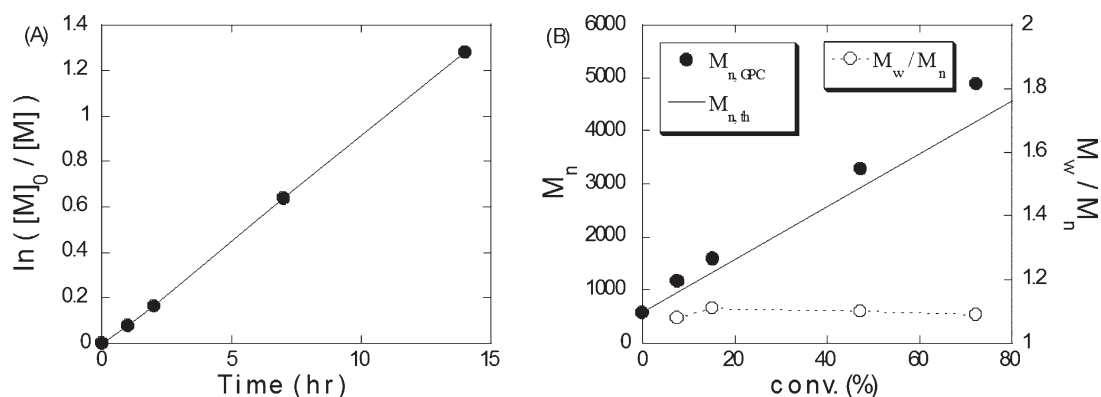 (A)
ln ( [M]0 / [M] )
1.4
1.2
1
0.8
0.6
0.4
0.2
0
0 5 10 15
Time (hr)
(B)
Mn
6000
5000
4000
3000
2000
1000
0
Mn, GPC
Mn, th
Mw / Mn
2
1.8
1.6
1.4
1.2
1
Mw / Mn
0 20 40 60 80
conv. (%)